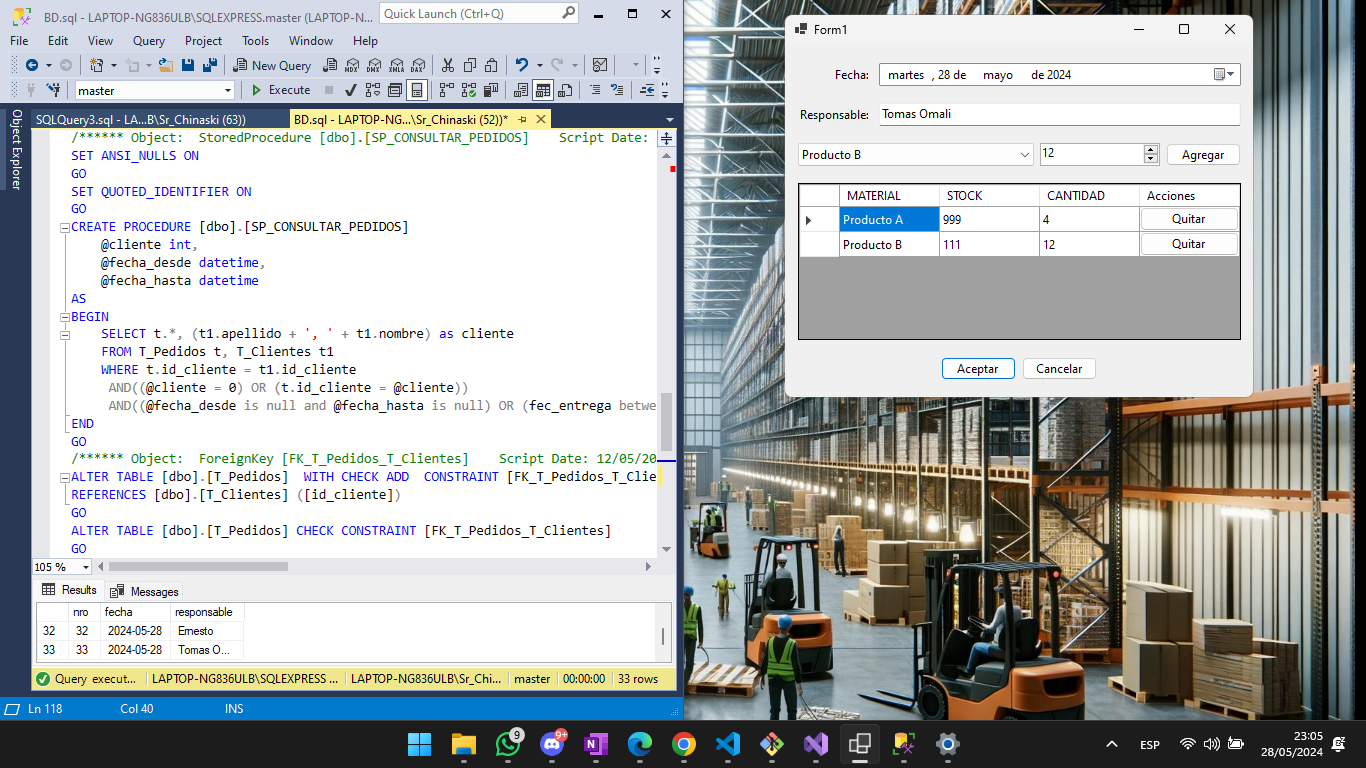 BD.sql - LAPTOP-NG836ULB\SQLEXPRESS.master (LAPTOP-N...
Quick Launch (Ctrl+Q)
File Edit View Query Project Tools Window Help
New Query
MDX DMX XMLA DAX
master
Execute
Object Explorer
SQLQuery3.sql - LA...B\Sr_Chinaski (63))
BD.sql - LAPTOP-NG...\Sr_Chinaski (52))*
/****** Object:  StoredProcedure [dbo].[SP_CONSULTAR_PEDIDOS]    Script Date:
SET ANSI_NULLS ON
GO
SET QUOTED_IDENTIFIER ON
GO
CREATE PROCEDURE [dbo].[SP_CONSULTAR_PEDIDOS]
@cliente int,
@fecha_desde datetime,
@fecha_hasta datetime
AS
BEGIN
SELECT t.*, (t1.apellido + ', ' + t1.nombre) as cliente
FROM T_Pedidos t, T_Clientes t1
WHERE t.id_cliente = t1.id_cliente
AND((@cliente = 0) OR (t.id_cliente = @cliente))
AND((@fecha_desde is null and @fecha_hasta is null) OR (fec_entrega betwe
END
GO
/****** Object:  ForeignKey [FK_T_Pedidos_T_Clientes]    Script Date: 12/05/20
ALTER TABLE [dbo].[T_Pedidos]  WITH CHECK ADD  CONSTRAINT [FK_T_Pedidos_T_Clie
REFERENCES [dbo].[T_Clientes] ([id_cliente])
GO
ALTER TABLE [dbo].[T_Pedidos] CHECK CONSTRAINT [FK_T_Pedidos_T_Clientes]
GO
105 %
Results Messages
nro fecha responsable
32 32 2024-05-28 Ernesto
33 33 2024-05-28 Tomas O...
Query execut... LAPTOP-NG836ULB\SQLEXPRESS ... LAPTOP-NG836ULB\Sr_Chi... master 00:00:00 33 rows
Ln 118 Col 40 INS
Form1
Fecha: martes , 28 de mayo de 2024
Responsable: Tomas Omali
Producto B 12 Agregar
MATERIAL STOCK CANTIDAD Acciones
Producto A 999 4 Quitar
Producto B 111 12 Quitar
Aceptar Cancelar
9
9+
N
ESP
23:05
28/05/2024